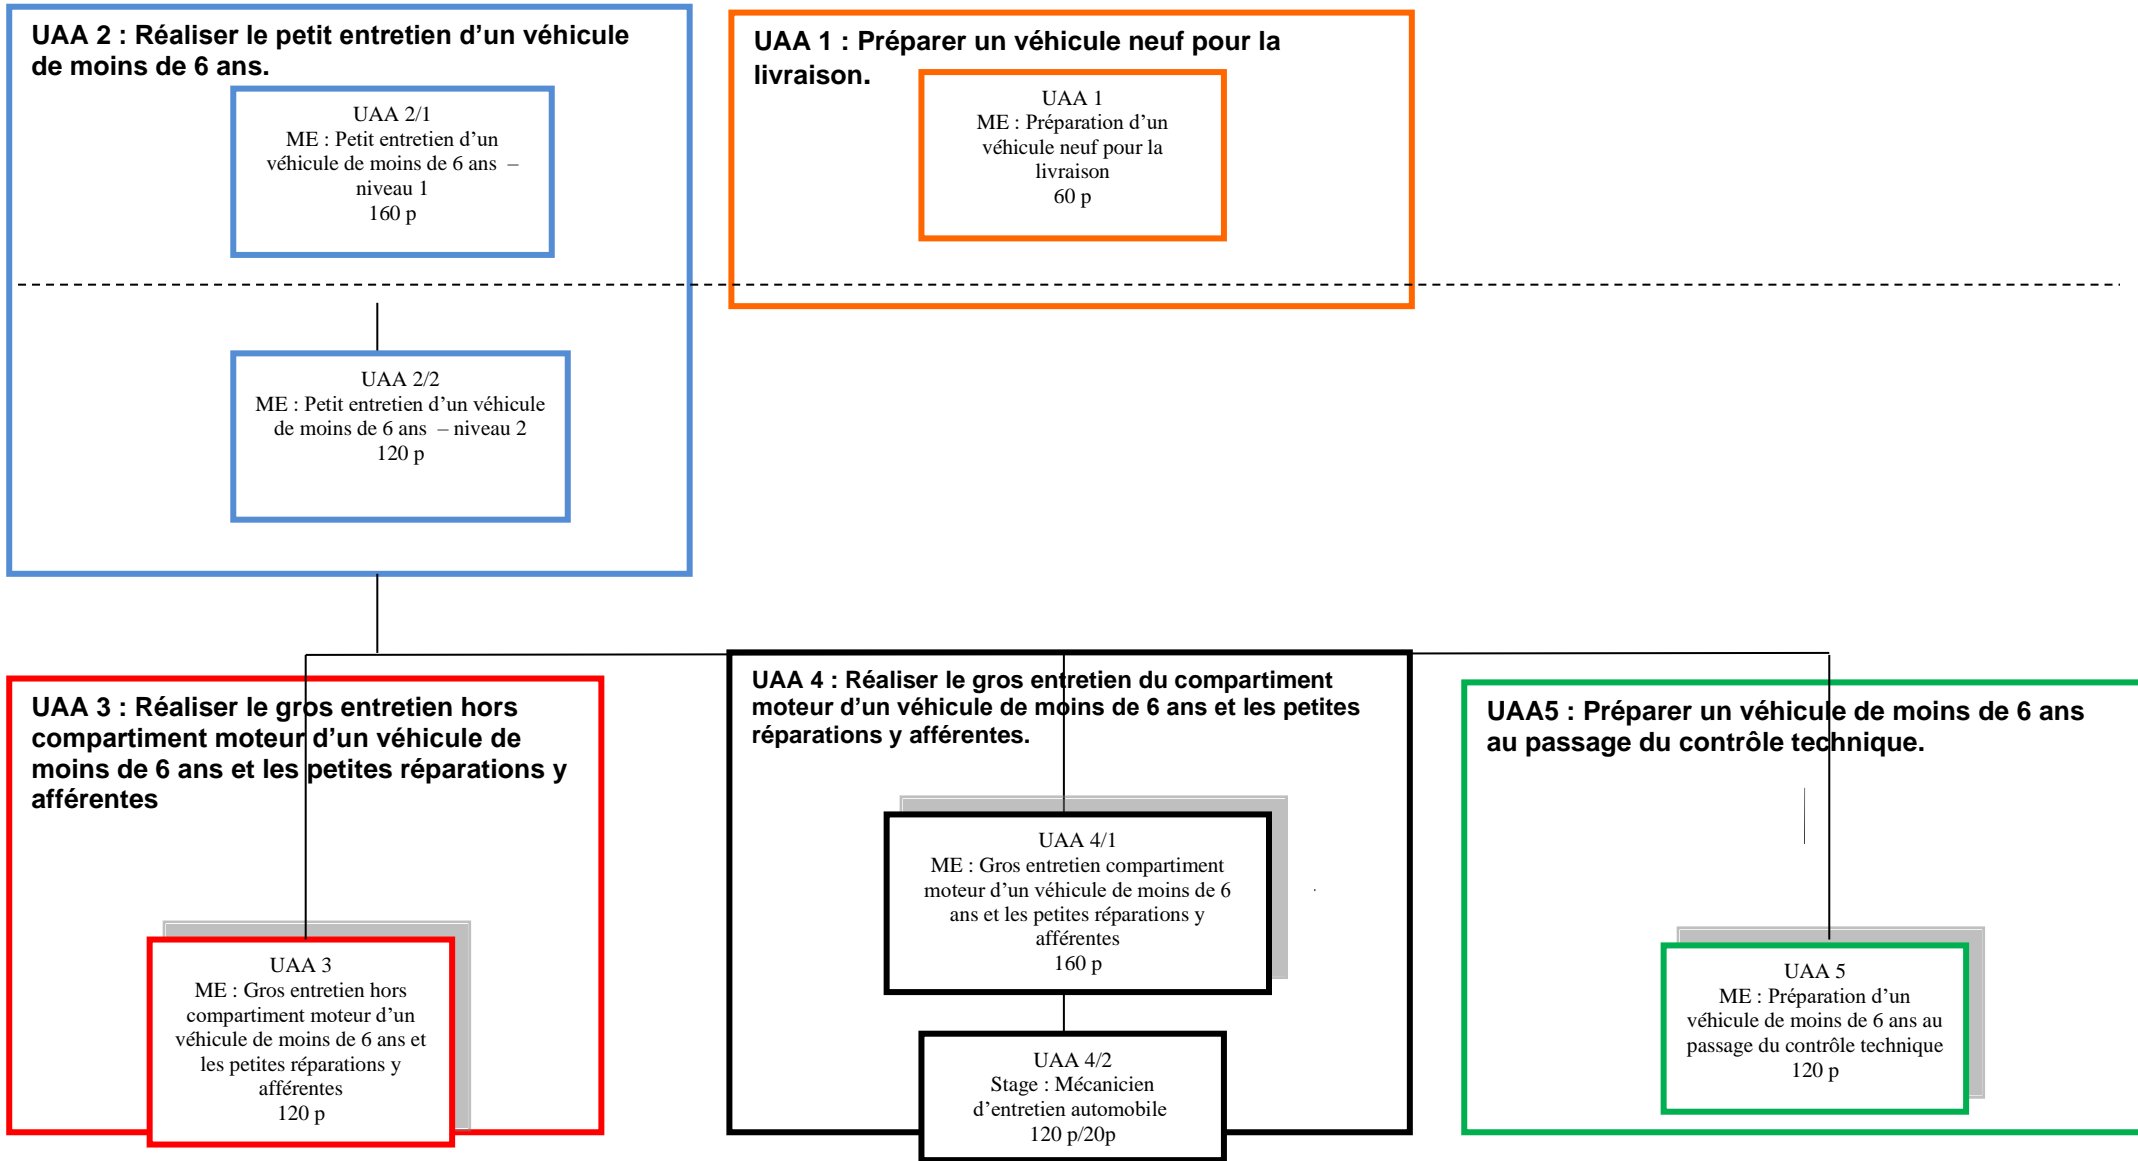 UAA 2 : Réaliser le petit entretien d’un véhicule
de moins de 6 ans.
UAA 2/1
ME : Petit entretien d’un
véhicule de moins de 6 ans –
niveau 1
160 p
UAA 1 : Préparer un véhicule neuf pour la
livraison.
UAA 1
ME : Préparation d’un
véhicule neuf pour la
livraison
60 p
UAA 2/2
ME : Petit entretien d’un véhicule
de moins de 6 ans – niveau 2
120 p
UAA 3 : Réaliser le gros entretien hors
compartiment moteur d’un véhicule de
moins de 6 ans et les petites réparations y
afférentes
UAA 3
ME : Gros entretien hors
compartiment moteur d’un
véhicule de moins de 6 ans et
les petites réparations y
afférentes
120 p
UAA 4 : Réaliser le gros entretien du compartiment
moteur d’un véhicule de moins de 6 ans et les petites
réparations y afférentes.
UAA 4/1
ME : Gros entretien compartiment
moteur d’un véhicule de moins de 6
ans et les petites réparations y
afférentes
160 p
UAA 4/2
Stage : Mécanicien
d’entretien automobile
120 p/20p
UAA5 : Préparer un véhicule de moins de 6 ans
au passage du contrôle technique.
UAA 5
ME : Préparation d’un
véhicule de moins de 6 ans au
passage du contrôle technique
120 p